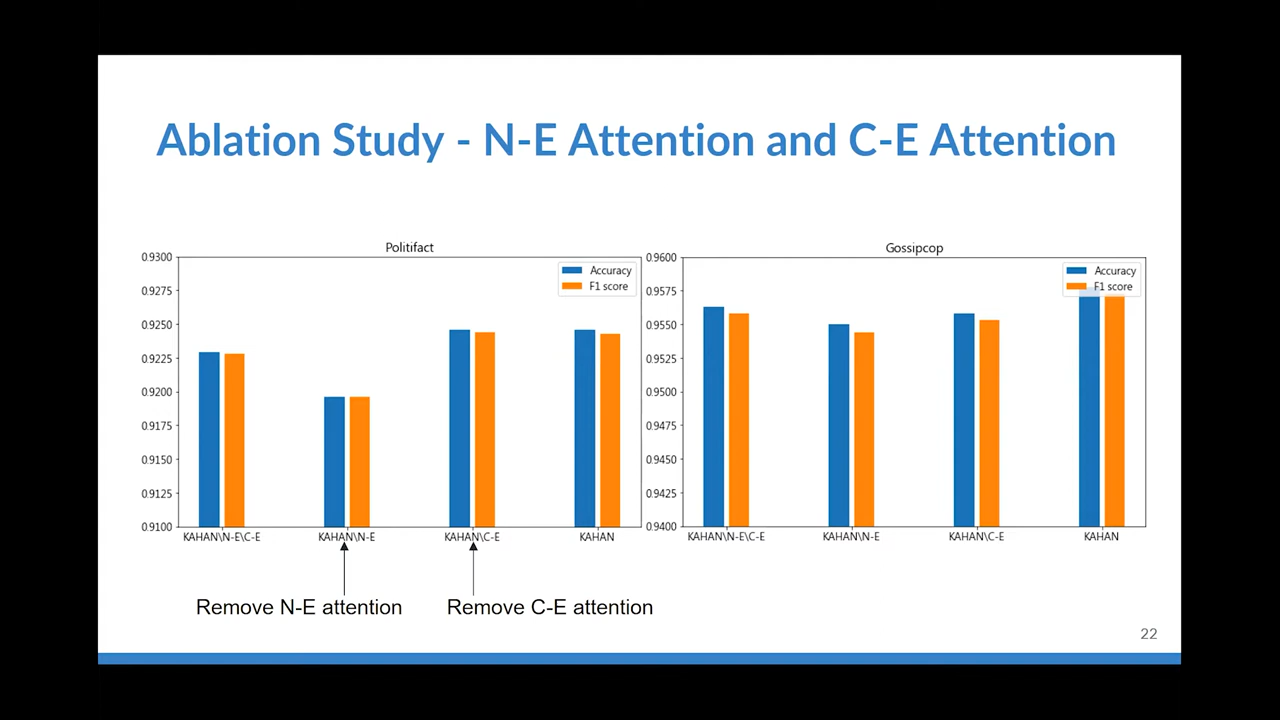 Ablation Study - N-E Attention and C-E Attention
Politifact
0.9300
0.9275
0.9250
0.9225
0.9200
0.9175
0.9150
0.9125
0.9100
Accuracy
F1 score
KAHAN\N-E\C-E
KAHAN\N-E
KAHAN\C-E
KAHAN
Gossipcop
0.9600
0.9575
0.9550
0.9525
0.9500
0.9475
0.9450
0.9425
0.9400
Accuracy
F1 score
KAHAN\N-E\C-E
KAHAN\N-E
KAHAN\C-E
KAHAN
Remove N-E attention
Remove C-E attention
22